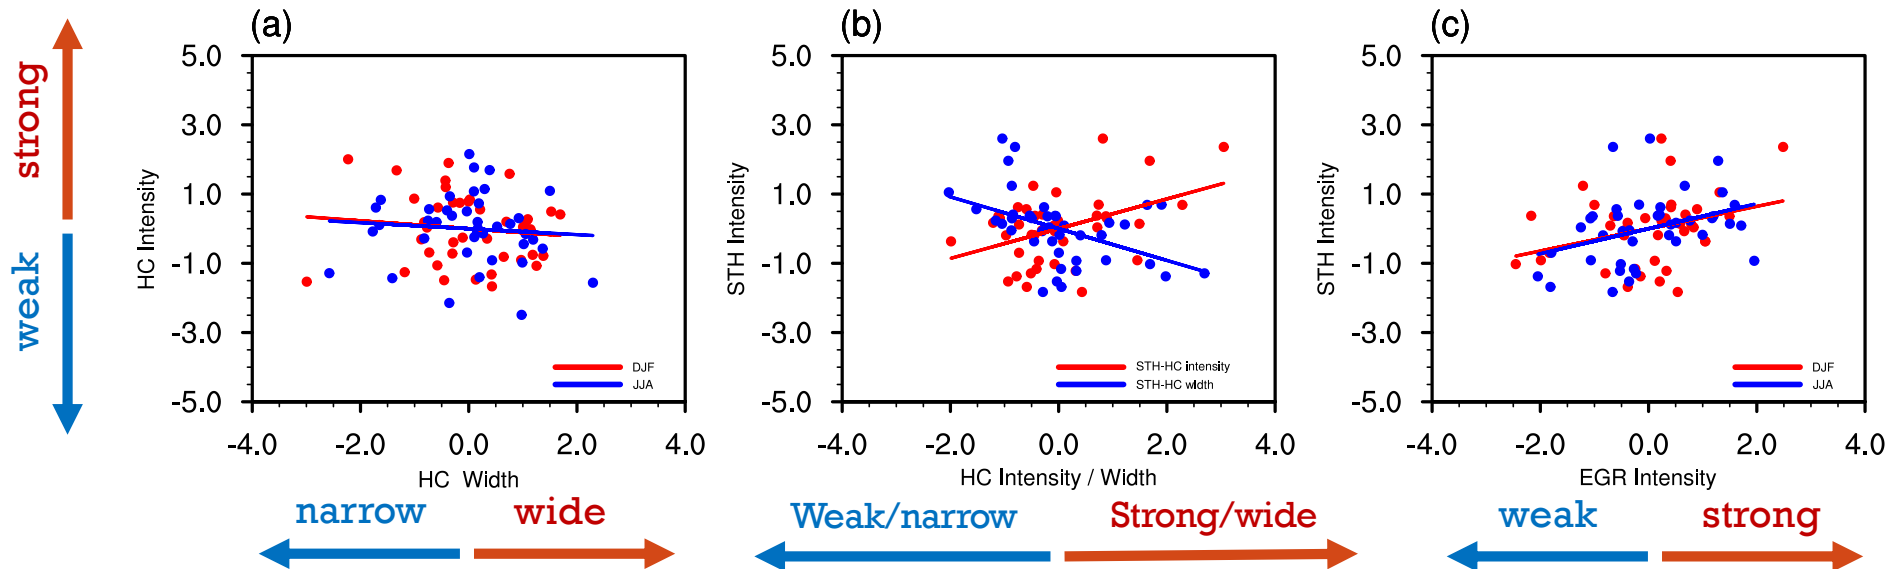 (a)
(b)
(c)
strong
weak
HC Intensity
5.0
3.0
1.0
-1.0
-3.0
-5.0
DJF
JJA
-4.0 -2.0 0.0 2.0 4.0
HC Width
narrow wide
STH Intensity
5.0
3.0
1.0
-1.0
-3.0
-5.0
STH-HC intensity
STH-HC width
-4.0 -2.0 0.0 2.0 4.0
HC Intensity / Width
Weak/narrow Strong/wide
STH Intensity
5.0
3.0
1.0
-1.0
-3.0
-5.0
DJF
JJA
-4.0 -2.0 0.0 2.0 4.0
EGR Intensity
weak strong